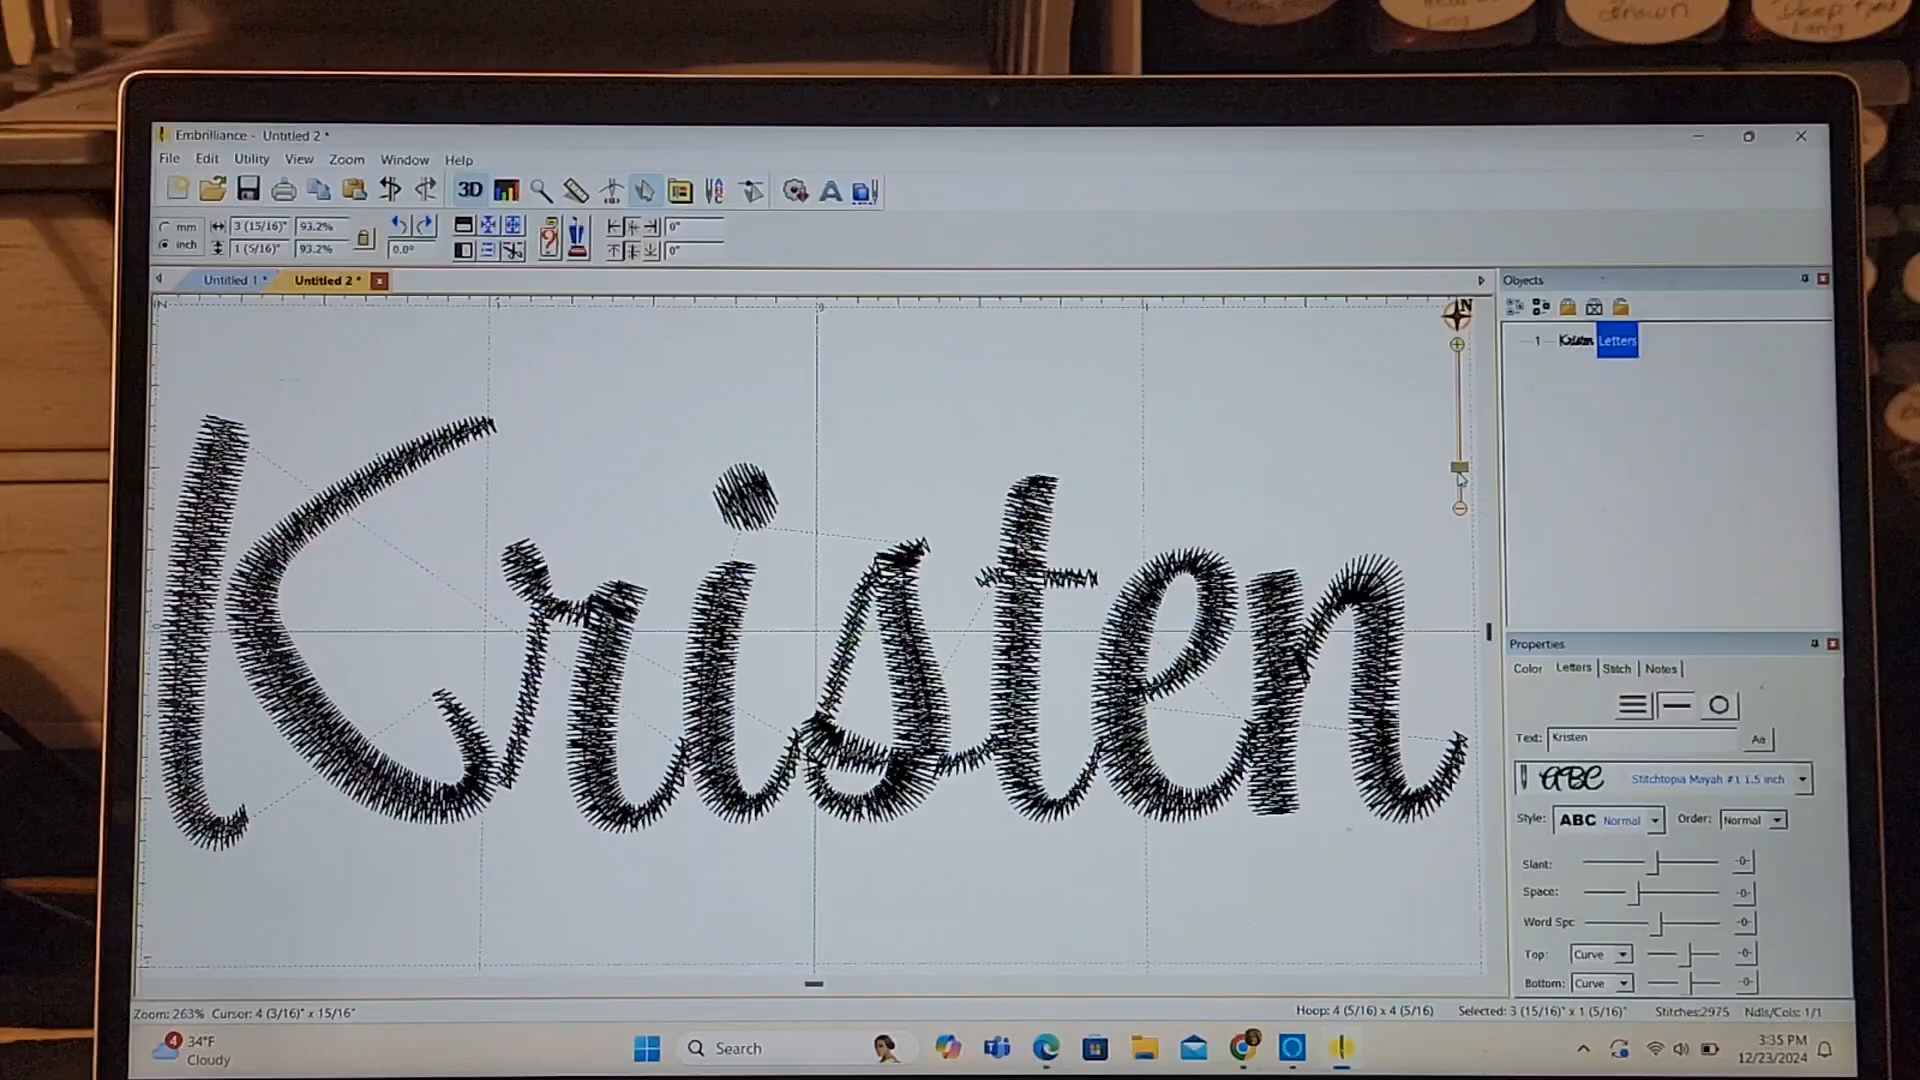 Long
Brown
Deep
Long
Embrilliance - Untitled 2 *
File Edit Utility View Zoom Window Help
3D
mm 3 (15/16)" 93.2% 0"
inch 1 (5/16)" 93.2% 0.0° 0"
Untitled 1 * Untitled 2 *
Objects
N
1 Kristen Letters
Kristen
Properties
Color Letters Stitch Notes
Text: Kristen Aa
ABC Stitchtopia Mayah #1 1.5 inch
Style: ABC Normal Order: Normal
Slant: -0-
Space: -0-
Word Spc -0-
Top: Curve -0-
Bottom: Curve -0-
Zoom: 263% Cursor: 4 (3/16)" x 15/16" Hoop: 4 (5/16) x 4 (5/16) Selected: 3 (15/16)" x 1 (5/16)" Stitches:2975 Ndls/Cols: 1/1
4 34°F
Cloudy
Search
3:35 PM
12/23/2024